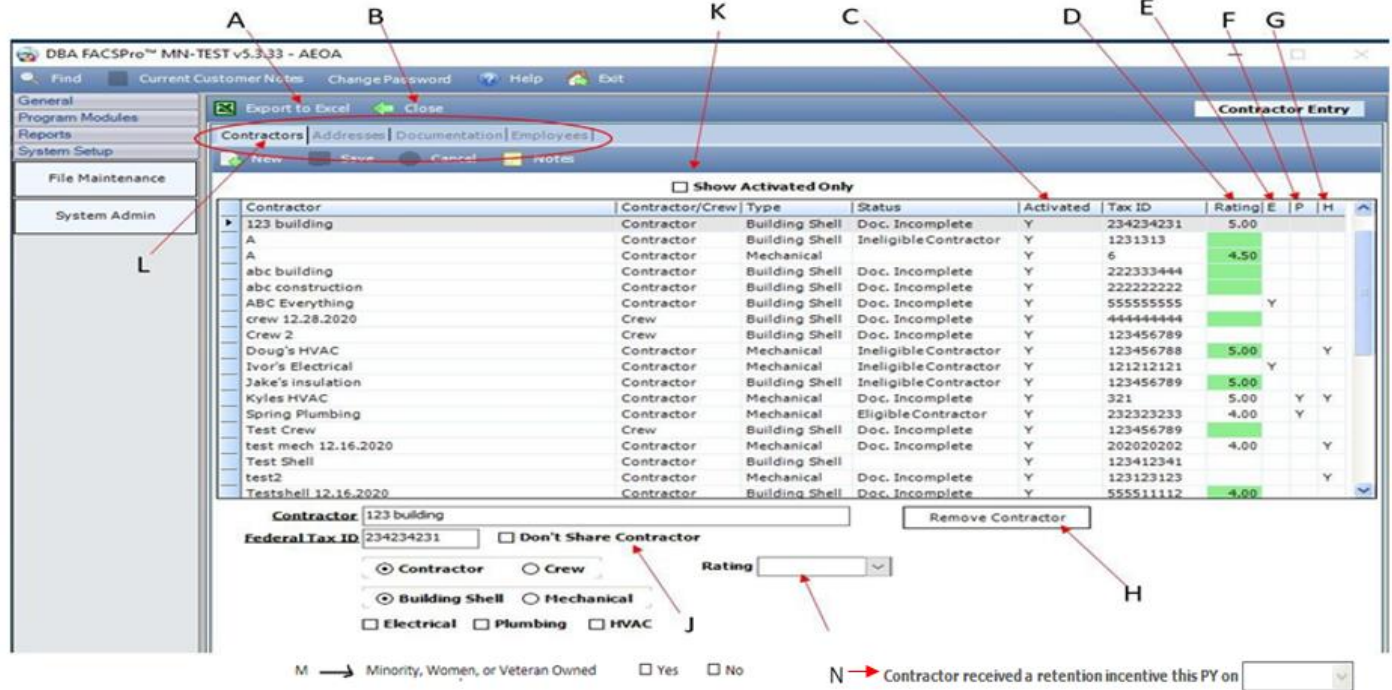 A B K C D E F G
DBA FACSPro™ MN-TEST v5.3.33 - AEOA
Find Current Customer Notes Change Password Help Exit
General
Program Modules
Reports
System Setup
File Maintenance
System Admin
Export to Excel Close Contractor Entry
Contractors Addresses Documentation Employees
New Save Cancel Notes
Show Activated Only
Contractor Contractor/Crew Type Status Activated Tax ID Rating E P H
123 building Contractor Building Shell Doc. Incomplete Y 234234231 5.00
A Contractor Building Shell Ineligible Contractor Y 1231313
A Contractor Mechanical Y 6 4.50
abc building Contractor Building Shell Doc. Incomplete Y 222333444
abc construction Contractor Building Shell Doc. Incomplete Y 222222222
ABC Everything Contractor Building Shell Doc. Incomplete Y 555555555 Y
crew 12.28.2020 Crew Building Shell Doc. Incomplete Y 444444444
Crew 2 Crew Building Shell Doc. Incomplete Y 123456789
Doug's HVAC Contractor Mechanical Ineligible Contractor Y 123456788 5.00 Y
Ivor's Electrical Contractor Mechanical Ineligible Contractor Y 121212121 Y
Jake's insulation Contractor Building Shell Ineligible Contractor Y 123456789 5.00
Kyles HVAC Contractor Mechanical Doc. Incomplete Y 321 5.00 Y Y
Spring Plumbing Contractor Mechanical Eligible Contractor Y 232323233 4.00 Y
Test Crew Crew Building Shell Doc. Incomplete Y 123456789
test mech 12.16.2020 Contractor Mechanical Doc. Incomplete Y 202020202 4.00 Y
Test Shell Contractor Building Shell Y 123412341
test2 Contractor Mechanical Doc. Incomplete Y 123123123 Y
Testshell 12.16.2020 Contractor Building Shell Doc. Incomplete Y 555511112 4.00
L
Contractor 123 building Remove Contractor
Federal Tax ID 234234231 Don't Share Contractor
Contractor Crew Rating
H
Building Shell Mechanical
Electrical Plumbing HVAC J
M Minority, Women, or Veteran Owned Yes No N Contractor received a retention incentive this PY on